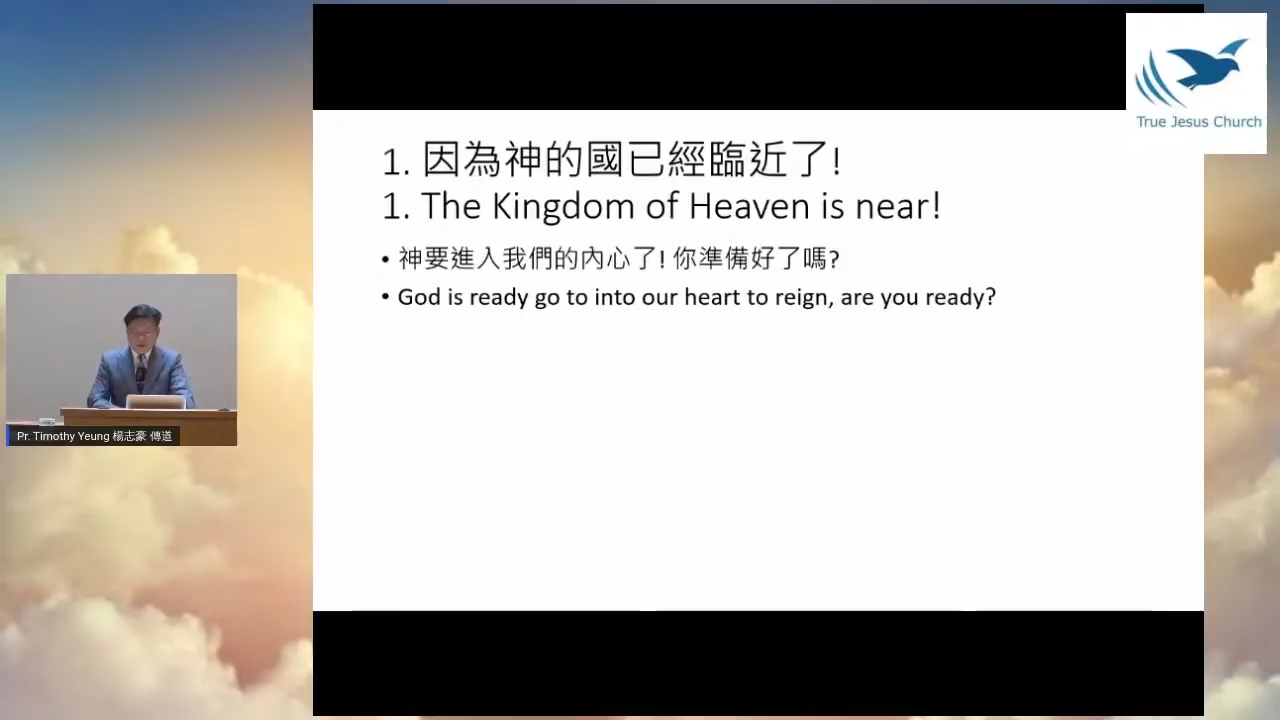 True Jesus Church
1. 因為神的國已經臨近了!
1. The Kingdom of Heaven is near!
• 神要進入我們的內心了! 你準備好了嗎?
• God is ready go to into our heart to reign, are you ready?
Pr. Timothy Yeung 楊志豪 傳道